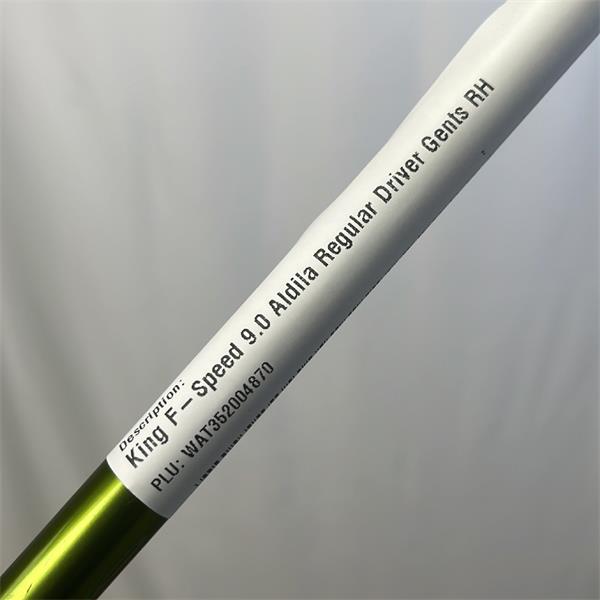 Description:
King F-Speed 9.0 Aldila Regular Driver Gents RH
PLU: WAT352004870